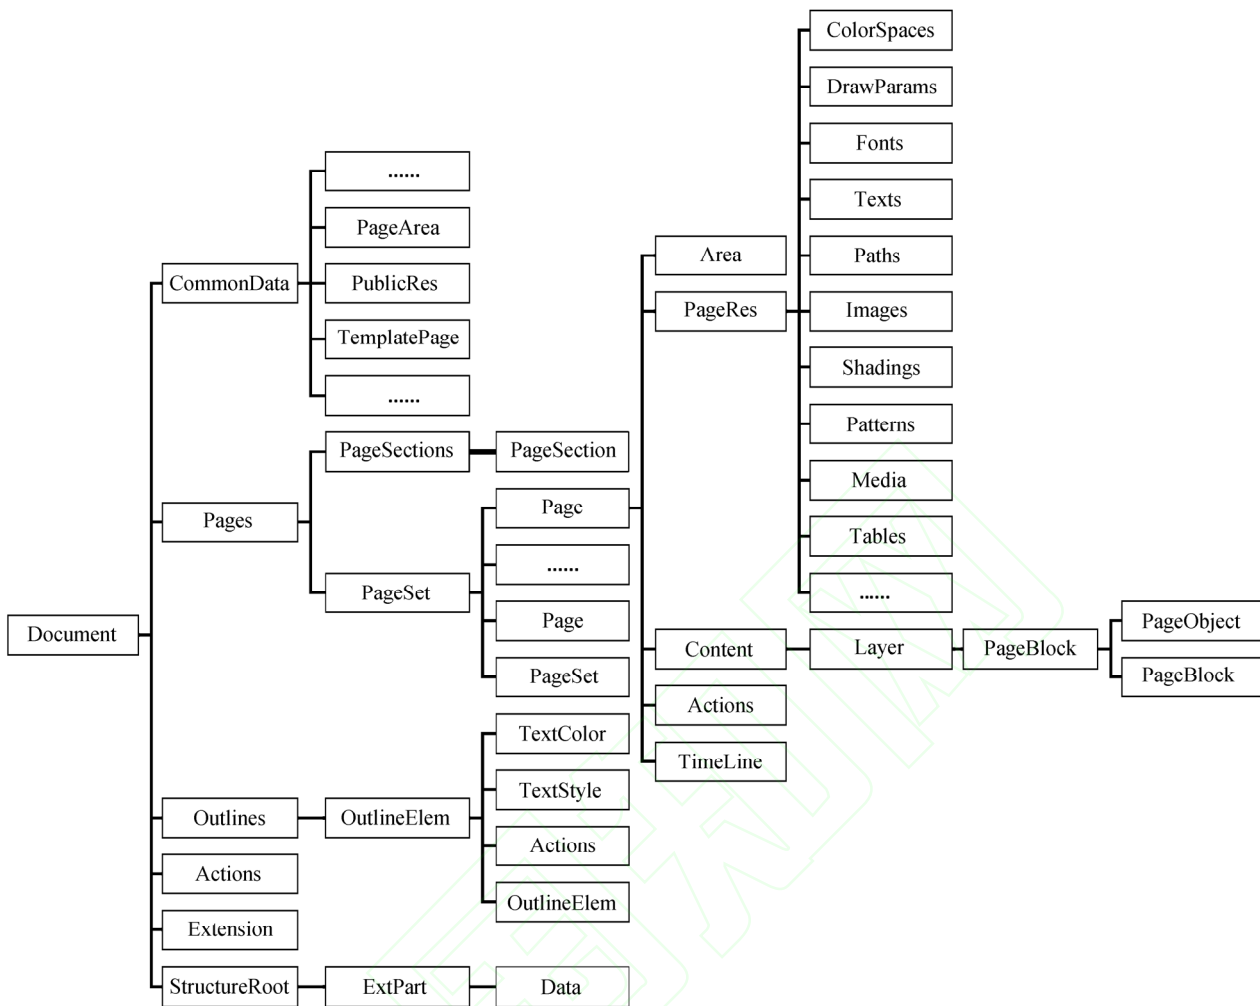 Document
CommonData
......
PageArea
PublicRes
TemplatePage
......
Pages
PageSections
PageSection
PageSet
Page
......
Page
PageSet
Area
PageRes
ColorSpaces
DrawParams
Fonts
Texts
Paths
Images
Shadings
Patterns
Media
Tables
......
Content
Layer
PageBlock
PageObject
PageBlock
Actions
TimeLine
Outlines
OutlineElem
TextColor
TextStyle
Actions
OutlineElem
Actions
Extension
StructureRoot
ExtPart
Data